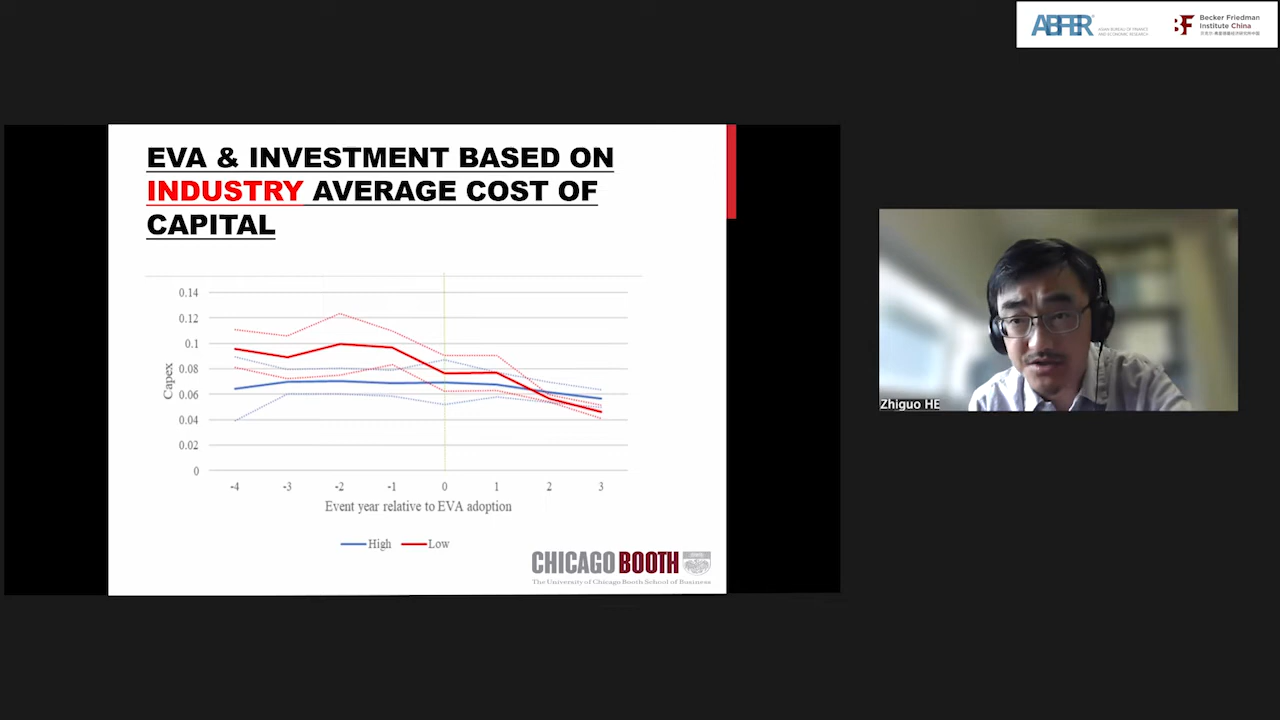 ABFER
ASIAN BUREAU OF FINANCE
AND ECONOMIC RESEARCH
BF
Becker Friedman
Institute China
EVA & INVESTMENT BASED ON
INDUSTRY AVERAGE COST OF
CAPITAL
0.14
0.12
0.1
0.08
0.06
0.04
0.02
0
Capex
-4 -3 -2 -1 0 1 2 3
Event year relative to EVA adoption
High Low
CHICAGO BOOTH
The University of Chicago Booth School of Business
Zhiguo HE